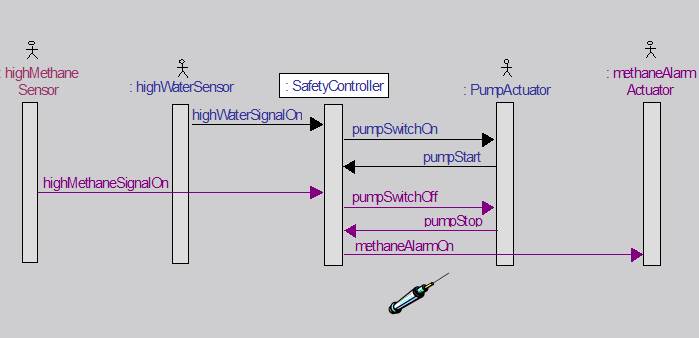 : highMethane
Sensor
: highWaterSensor
: SafetyController
: PumpActuator
: methaneAlarm
Actuator
highWaterSignalOn
pumpSwitchOn
pumpStart
highMethaneSignalOn
pumpSwitchOff
pumpStop
methaneAlarmOn